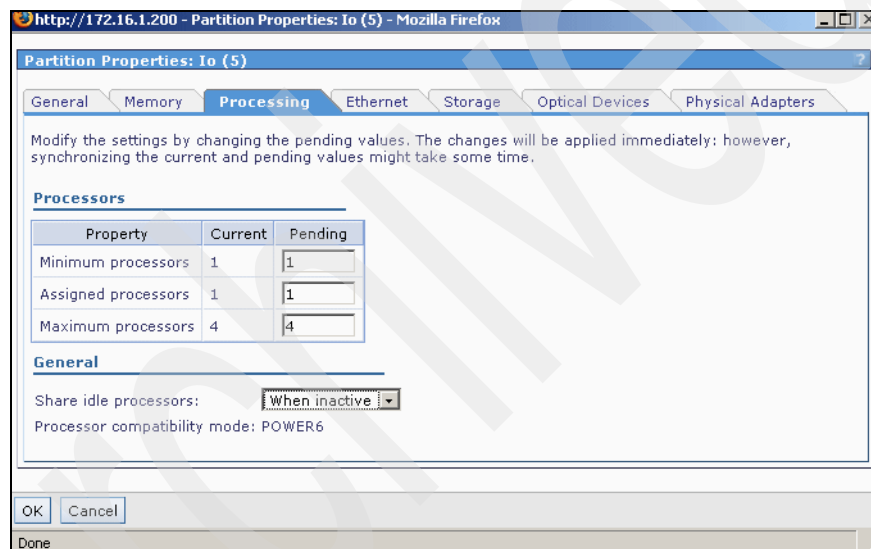 http://172.16.1.200 - Partition Properties: Io (5) - Mozilla Firefox
Partition Properties: Io (5)
?
General Memory Processing Ethernet Storage Optical Devices Physical Adapters
Modify the settings by changing the pending values. The changes will be applied immediately: however,
synchronizing the current and pending values might take some time.
Processors
Property Current Pending
Minimum processors 1 1
Assigned processors 1 1
Maximum processors 4 4
General
Share idle processors: When inactive
Processor compatibility mode: POWER6
OK Cancel
Done